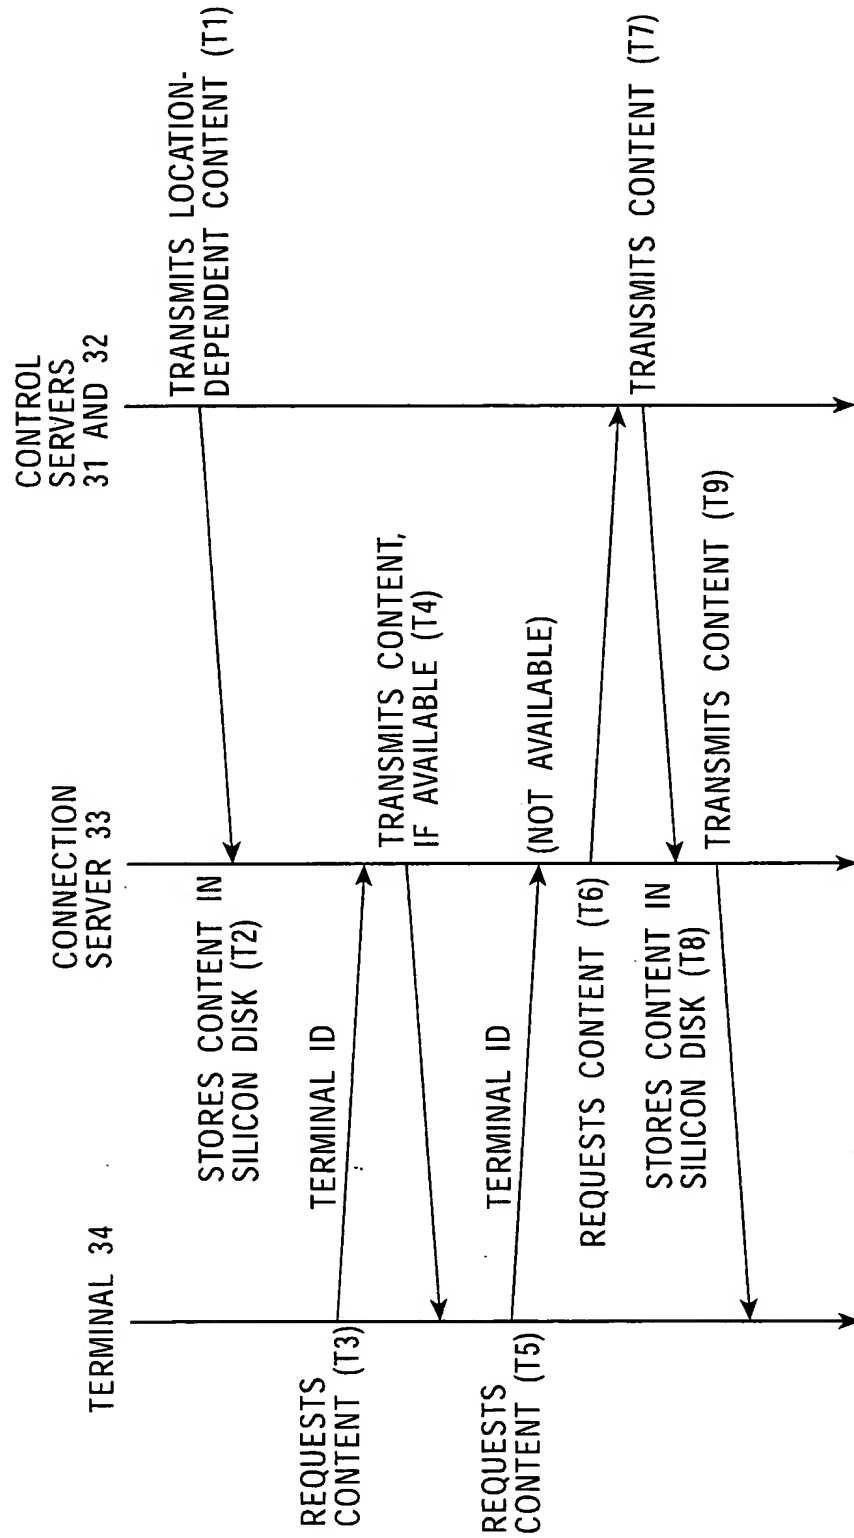 TERMINAL 34
CONNECTION
SERVER 33
CONTROL
SERVERS
31 AND 32
TRANSMITS LOCATION-
DEPENDENT CONTENT (T1)
STORES CONTENT IN
SILICON DISK (T2)
REQUESTS
CONTENT (T3)
TERMINAL ID
TRANSMITS CONTENT,
IF AVAILABLE (T4)
REQUESTS
CONTENT (T5)
TERMINAL ID
(NOT AVAILABLE)
REQUESTS CONTENT (T6)
TRANSMITS CONTENT (T7)
STORES CONTENT IN
SILICON DISK (T8)
TRANSMITS CONTENT (T9)